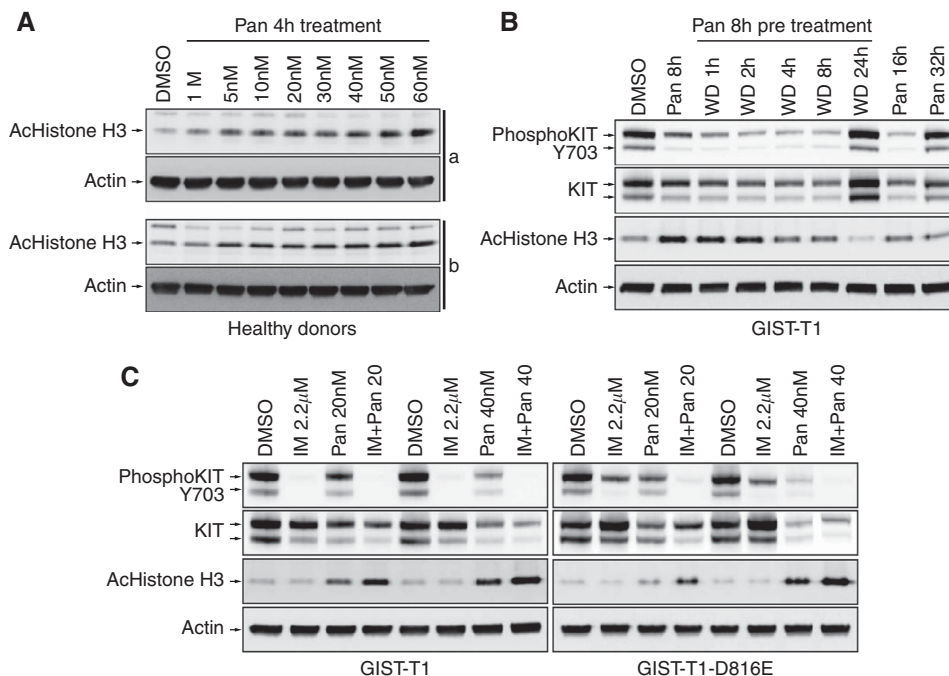 A
Pan 4h treatment
DMSO
1 M
5nM
10nM
20nM
30nM
40nM
50nM
60nM
AcHistone H3
Actin
a
AcHistone H3
Actin
b
Healthy donors
B
Pan 8h pre treatment
DMSO
Pan 8h
WD 1h
WD 2h
WD 4h
WD 8h
WD 24h
Pan 16h
Pan 32h
PhosphoKIT
Y703
KIT
AcHistone H3
Actin
GIST-T1
C
DMSO
IM 2.2µM
Pan 20nM
IM+Pan 20
DMSO
IM 2.2µM
Pan 40nM
IM+Pan 40
DMSO
IM 2.2µM
Pan 20nM
IM+Pan 20
DMSO
IM 2.2µM
Pan 40nM
IM+Pan 40
PhosphoKIT
Y703
KIT
AcHistone H3
Actin
GIST-T1
GIST-T1-D816E